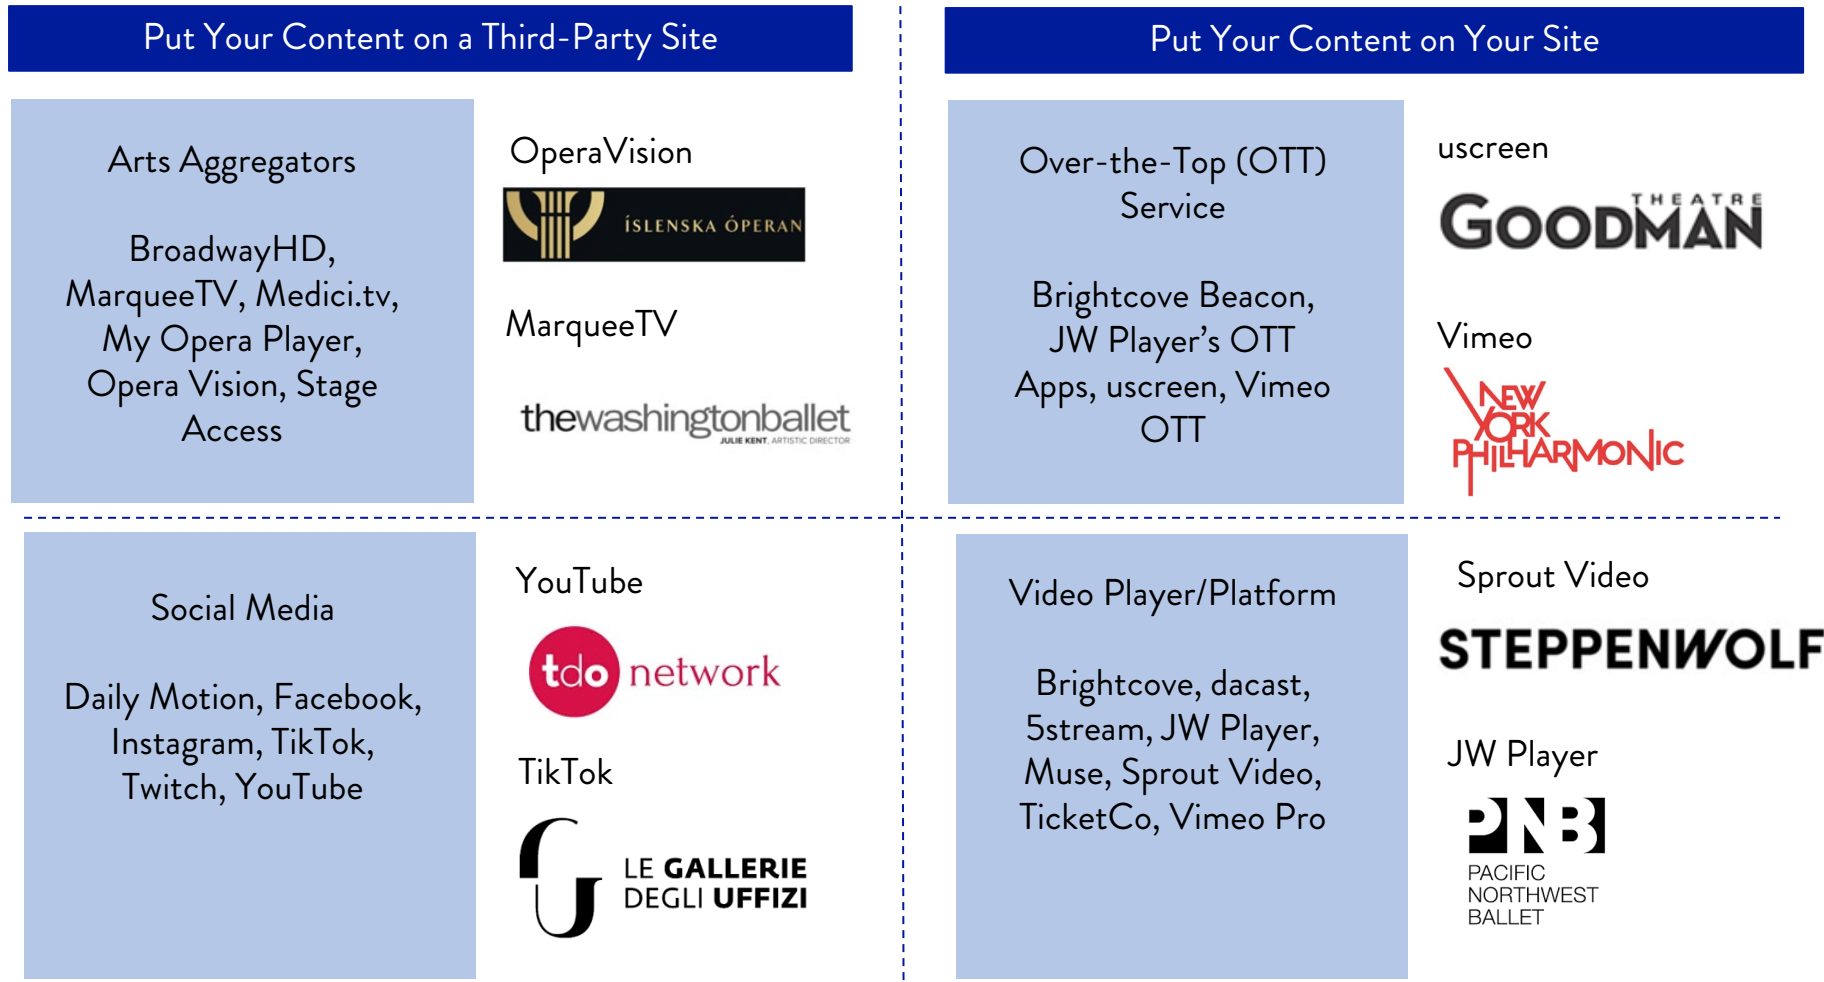 Put Your Content on a Third-Party Site
Arts Aggregators
BroadwayHD,
MarqueeTV, Medici.tv,
My Opera Player,
Opera Vision, Stage
Access
OperaVision
ÍSLENSKA ÓPERAN
MarqueeTV
thewashingtonballet
JULIE KENT, ARTISTIC DIRECTOR
Put Your Content on Your Site
Over-the-Top (OTT)
Service
Brightcove Beacon,
JW Player’s OTT
Apps, uscreen, Vimeo
OTT
uscreen
THEATRE
GOODMAN
Vimeo
NEW
YORK
PHILHARMONIC
Social Media
Daily Motion, Facebook,
Instagram, TikTok,
Twitch, YouTube
YouTube
tdo network
TikTok
LE GALLERIE
DEGLI UFFIZI
Video Player/Platform
Brightcove, dacast,
5stream, JW Player,
Muse, Sprout Video,
TicketCo, Vimeo Pro
Sprout Video
STEPPENWOLF
JW Player
PNB
PACIFIC
NORTHWEST
BALLET